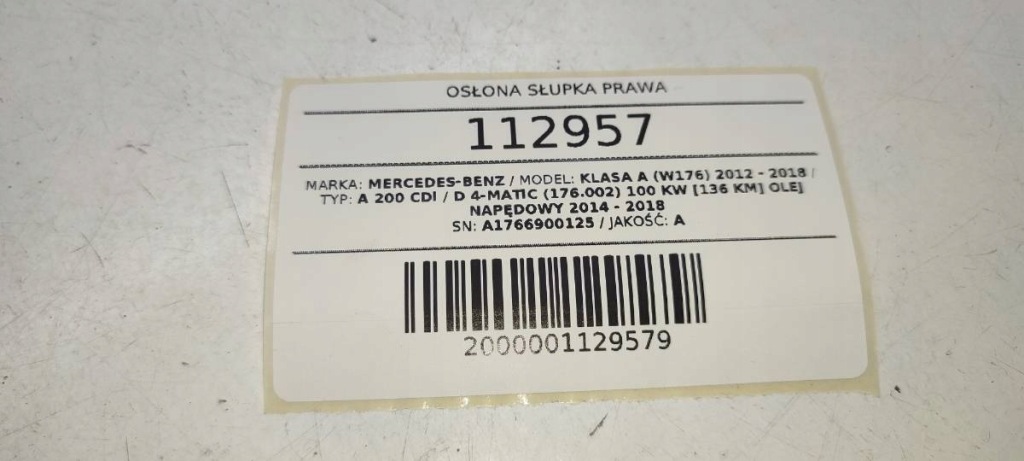 OSŁONA SŁUPKA PRAWA
112957
MARKA: MERCEDES-BENZ / MODEL: KLASA A (W176) 2012 - 2018 /
TYP: A 200 CDI / D 4-MATIC (176.002) 100 KW [136 KM] OLEJ
NAPĘDOWY 2014 - 2018
SN: A1766900125 / JAKOŚĆ: A
2000001129579